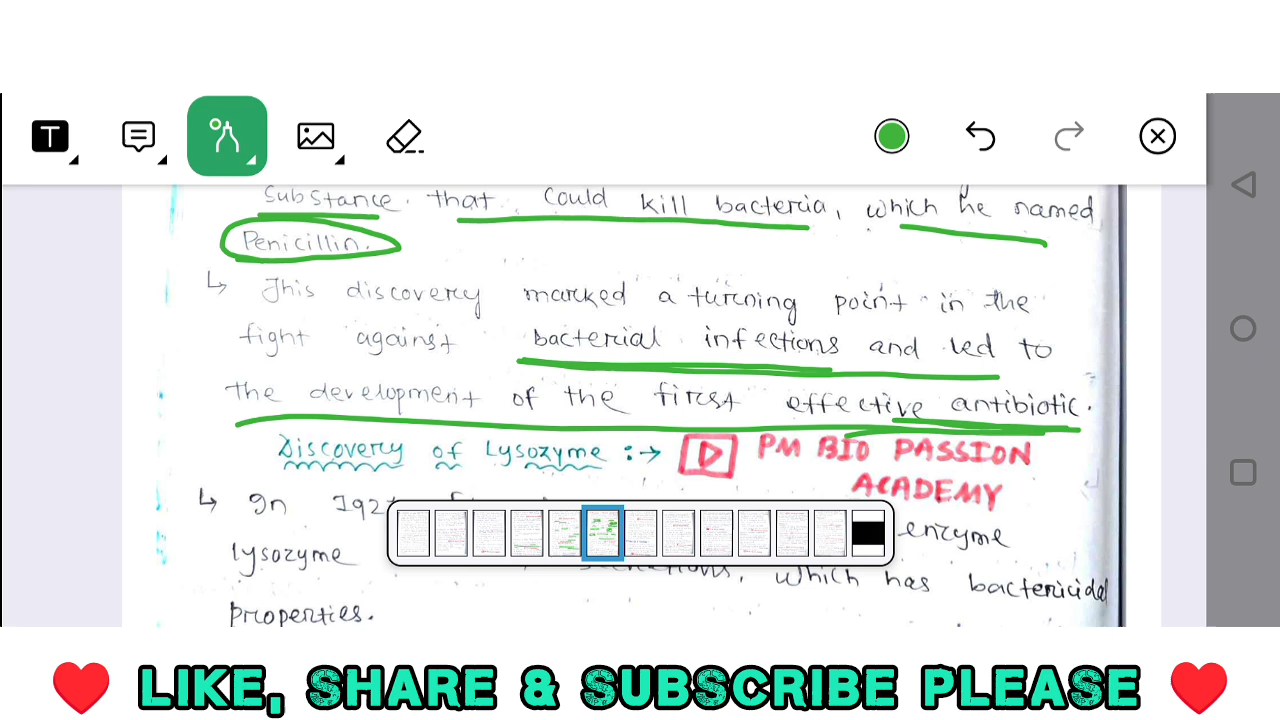 T
Substance. that could kill bacteria, which he named
Penicillin.
↳ This discovery marked a turning point in the
fight against bacterial infections and led to
the development of the first effective antibiotic.
Discovery of Lysozyme :→ PM BIO PASSION
ACADEMY
↳ In 192 enzyme
lysozyme secretions, which has bactericidal
properties.
LIKE, SHARE & SUBSCRIBE PLEASE